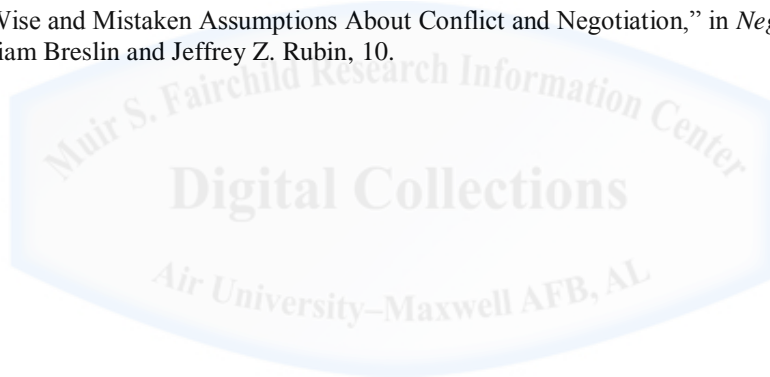 Wise and Mistaken Assumptions About Conflict and Negotiation,” in Neg
iam Breslin and Jeffrey Z. Rubin, 10.
Muir S. Fairchild Research Information Center
Digital Collections
Air University–Maxwell AFB, AL